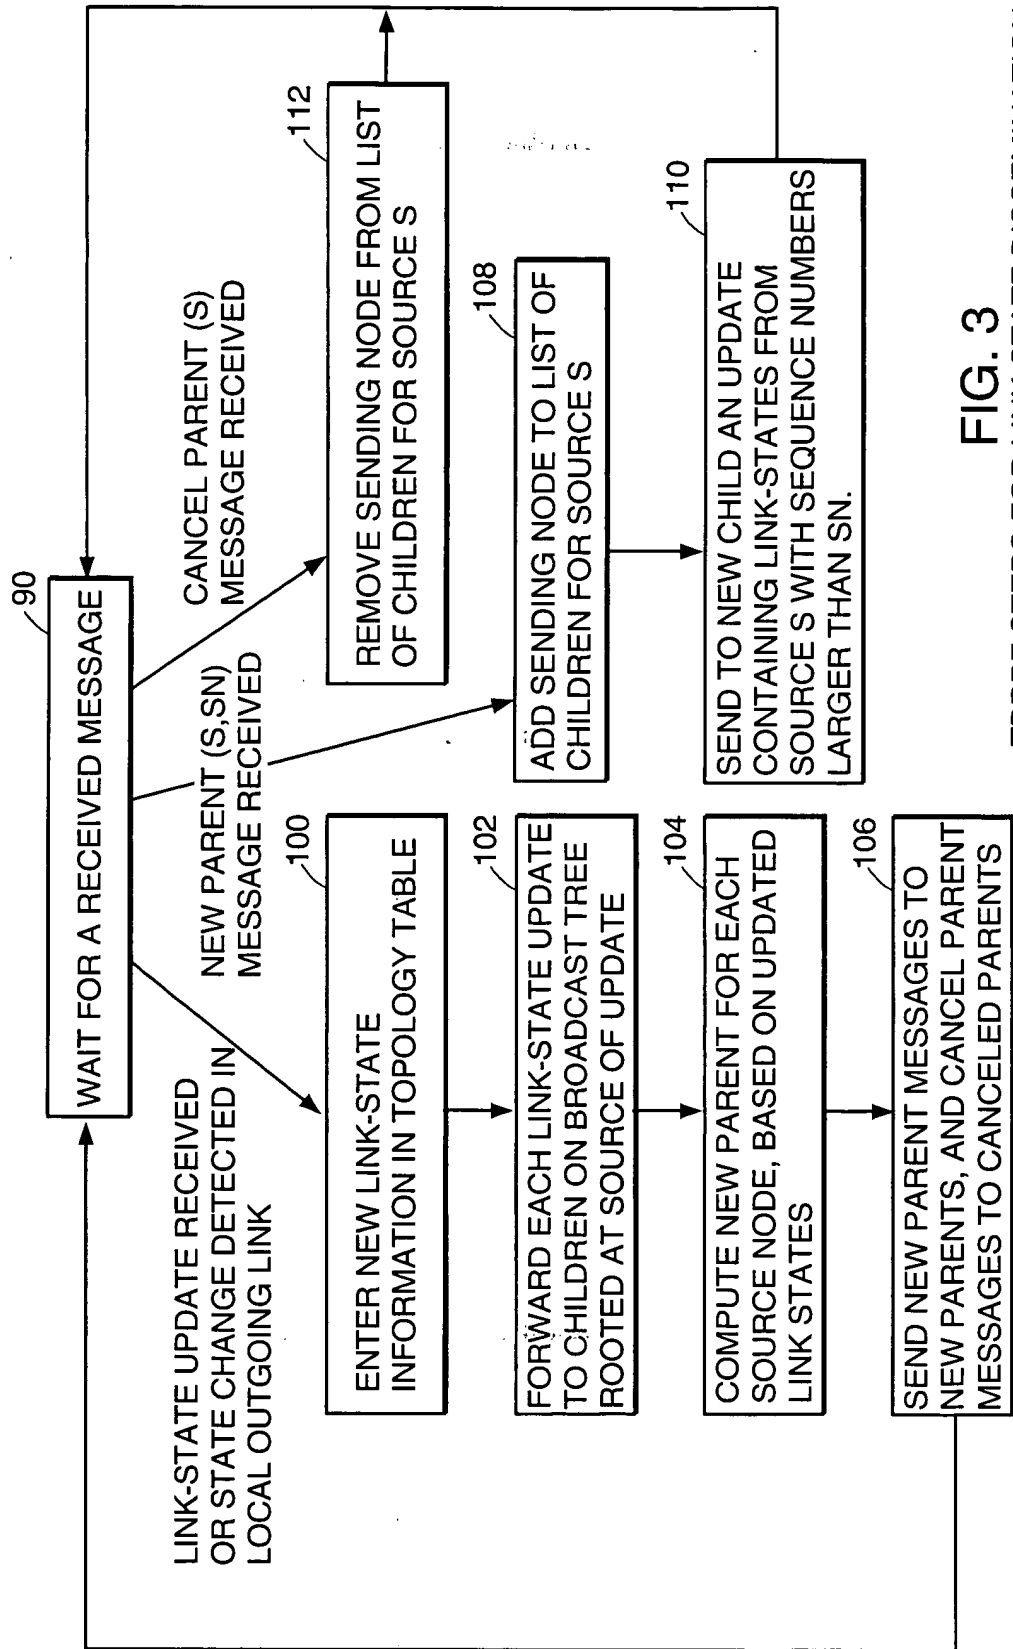 90
WAIT FOR A RECEIVED MESSAGE
LINK-STATE UPDATE RECEIVED
OR STATE CHANGE DETECTED IN
LOCAL OUTGOING LINK
NEW PARENT (S,SN)
MESSAGE RECEIVED
CANCEL PARENT (S)
MESSAGE RECEIVED
100
ENTER NEW LINK-STATE
INFORMATION IN TOPOLOGY TABLE
102
FORWARD EACH LINK-STATE UPDATE
TO CHILDREN ON BROADCAST TREE
ROOTED AT SOURCE OF UPDATE
104
COMPUTE NEW PARENT FOR EACH
SOURCE NODE, BASED ON UPDATED
LINK STATES
106
SEND NEW PARENT MESSAGES TO
NEW PARENTS, AND CANCEL PARENT
MESSAGES TO CANCELED PARENTS
108
ADD SENDING NODE TO LIST OF
CHILDREN FOR SOURCE S
110
SEND TO NEW CHILD AN UPDATE
CONTAINING LINK-STATES FROM
SOURCE S WITH SEQUENCE NUMBERS
LARGER THAN SN.
112
REMOVE SENDING NODE FROM LIST
OF CHILDREN FOR SOURCE S
FIG. 3